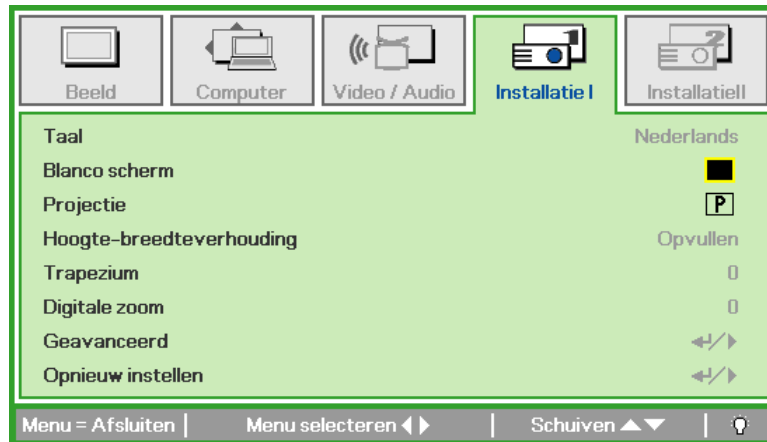 Beeld Computer Video / Audio Installatie I InstallatieII
Taal Nederlands
Blanco scherm
Projectie P
Hoogte-breedteverhouding Opvullen
Trapezium 0
Digitale zoom 0
Geavanceerd ↵/▶
Opnieuw instellen ↵/▶
Menu = Afsluiten | Menu selecteren ◀▶ | Schuiven ▲▼ |